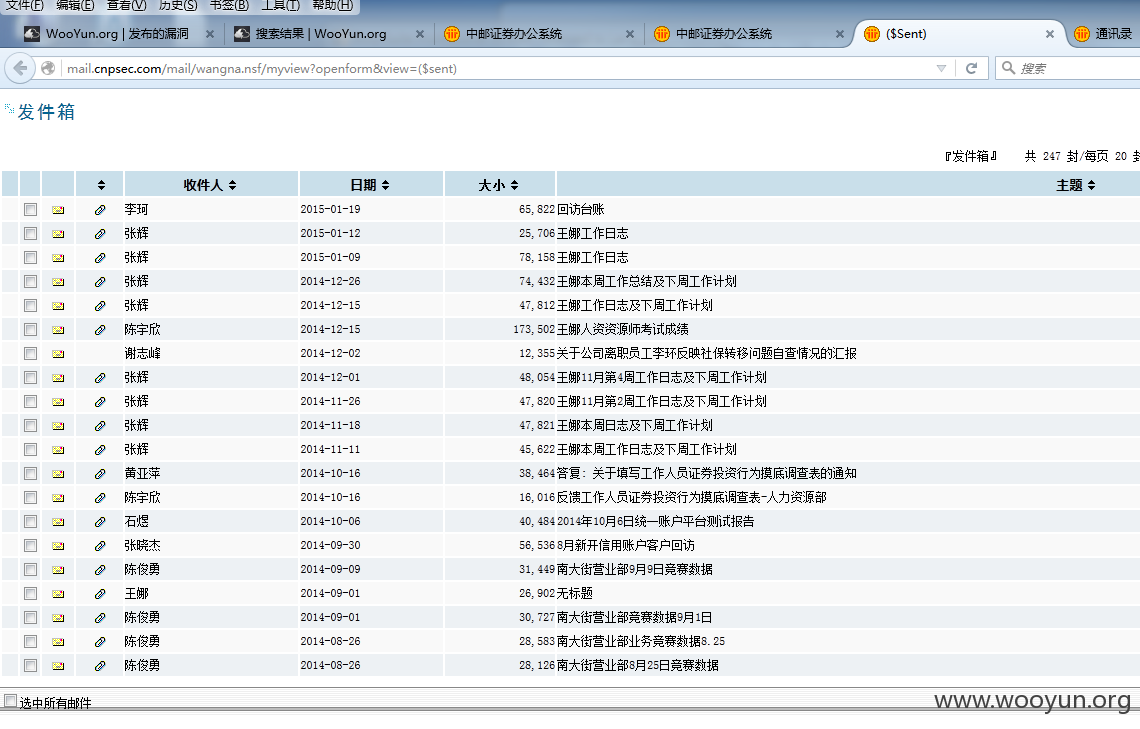 文件(F) 编辑(E) 查看(V) 历史(S) 书签(B) 工具(T) 帮助(H)
WooYun.org | 发布的漏洞 × 搜索结果 | WooYun.org × 中邮证券办公系统 × 中邮证券办公系统 × ($Sent) × 通讯录
mail.cnpsec.com/mail/wangna.nsf/myview?openform&view=($sent) 搜索
发件箱
『发件箱』 共 247 封/每页 20 封
收件人 日期 大小 主题
李珂 2015-01-19 65,822 回访台账
张辉 2015-01-12 25,706 王娜工作日志
张辉 2015-01-09 78,158 王娜工作日志
张辉 2014-12-26 74,432 王娜本周工作总结及下周工作计划
张辉 2014-12-15 47,812 王娜工作日志及下周工作计划
陈宇欣 2014-12-15 173,502 王娜人资资源师考试成绩
谢志峰 2014-12-02 12,355 关于公司离职员工李环反映社保转移问题自查情况的汇报
张辉 2014-12-01 48,054 王娜11月第4周工作日志及下周工作计划
张辉 2014-11-26 47,820 王娜11月第2周工作日志及下周工作计划
张辉 2014-11-18 47,821 王娜本周日志及下周工作计划
张辉 2014-11-11 45,622 王娜本周工作日志及下周工作计划
黄亚萍 2014-10-16 38,464 答复：关于填写工作人员证券投资行为摸底调查表的通知
陈宇欣 2014-10-16 16,016 反馈工作人员证券投资行为摸底调查表-人力资源部
石煜 2014-10-06 40,484 2014年10月6日统一账户平台测试报告
张晓杰 2014-09-30 56,536 8月新开信用账户客户回访
陈俊勇 2014-09-09 31,449 南大街营业部9月9日竞赛数据
王娜 2014-09-01 26,902 无标题
陈俊勇 2014-09-01 30,727 南大街营业部竞赛数据9月1日
陈俊勇 2014-08-26 28,583 南大街营业部业务竞赛数据8.25
陈俊勇 2014-08-26 28,126 南大街营业部8月25日竞赛数据
选中所有邮件
www.wooyun.org